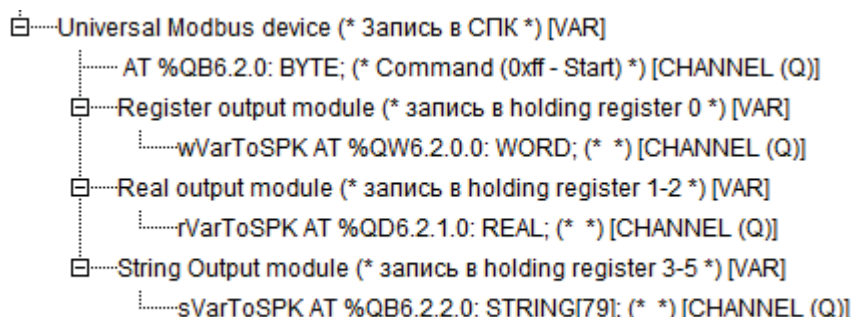 Universal Modbus device (* Запись в СПК *) [VAR]
AT %QB6.2.0: BYTE; (* Command (0xff - Start) *) [CHANNEL (Q)]
Register output module (* запись в holding register 0 *) [VAR]
wVarToSPK AT %QW6.2.0.0: WORD; (* *) [CHANNEL (Q)]
Real output module (* запись в holding register 1-2 *) [VAR]
rVarToSPK AT %QD6.2.1.0: REAL; (* *) [CHANNEL (Q)]
String Output module (* запись в holding register 3-5 *) [VAR]
sVarToSPK AT %QB6.2.2.0: STRING[79]; (* *) [CHANNEL (Q)]